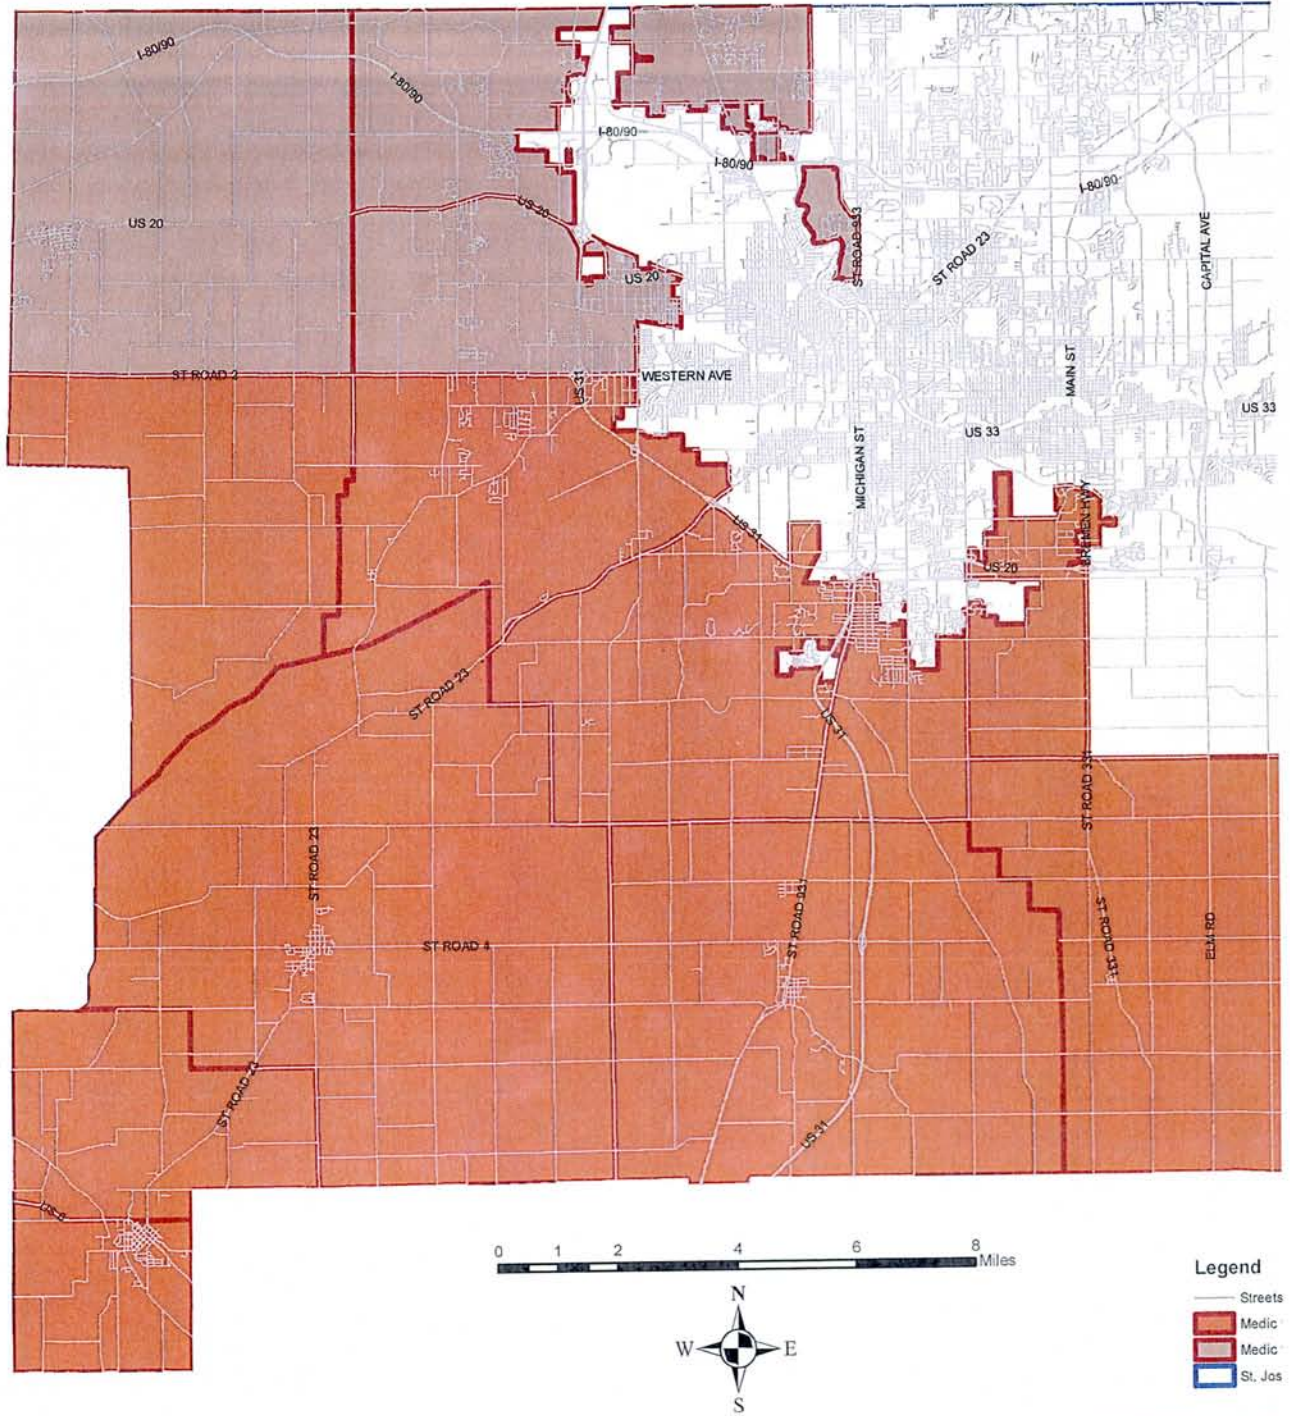 I-80/90
I-80/90
I-80/90
I-80/90
I-80/90
US 20
US 20
US 20
ST ROAD 933
ST ROAD 23
CAPITAL AVE
ST ROAD 2
US 31
WESTERN AVE
MAIN ST
US 33
US 33
MICHIGAN ST
US 31
BREMEN HWY
US 20
ST ROAD 23
US 31
ST ROAD 331
ST ROAD 23
ST ROAD 931
ST ROAD 331
ELM RD
ST ROAD 4
ST ROAD 23
US 31
US 6
0 1 2 4 6 8
Miles
N
W E
S
Legend
Streets
Medic
Medic
St. Jos